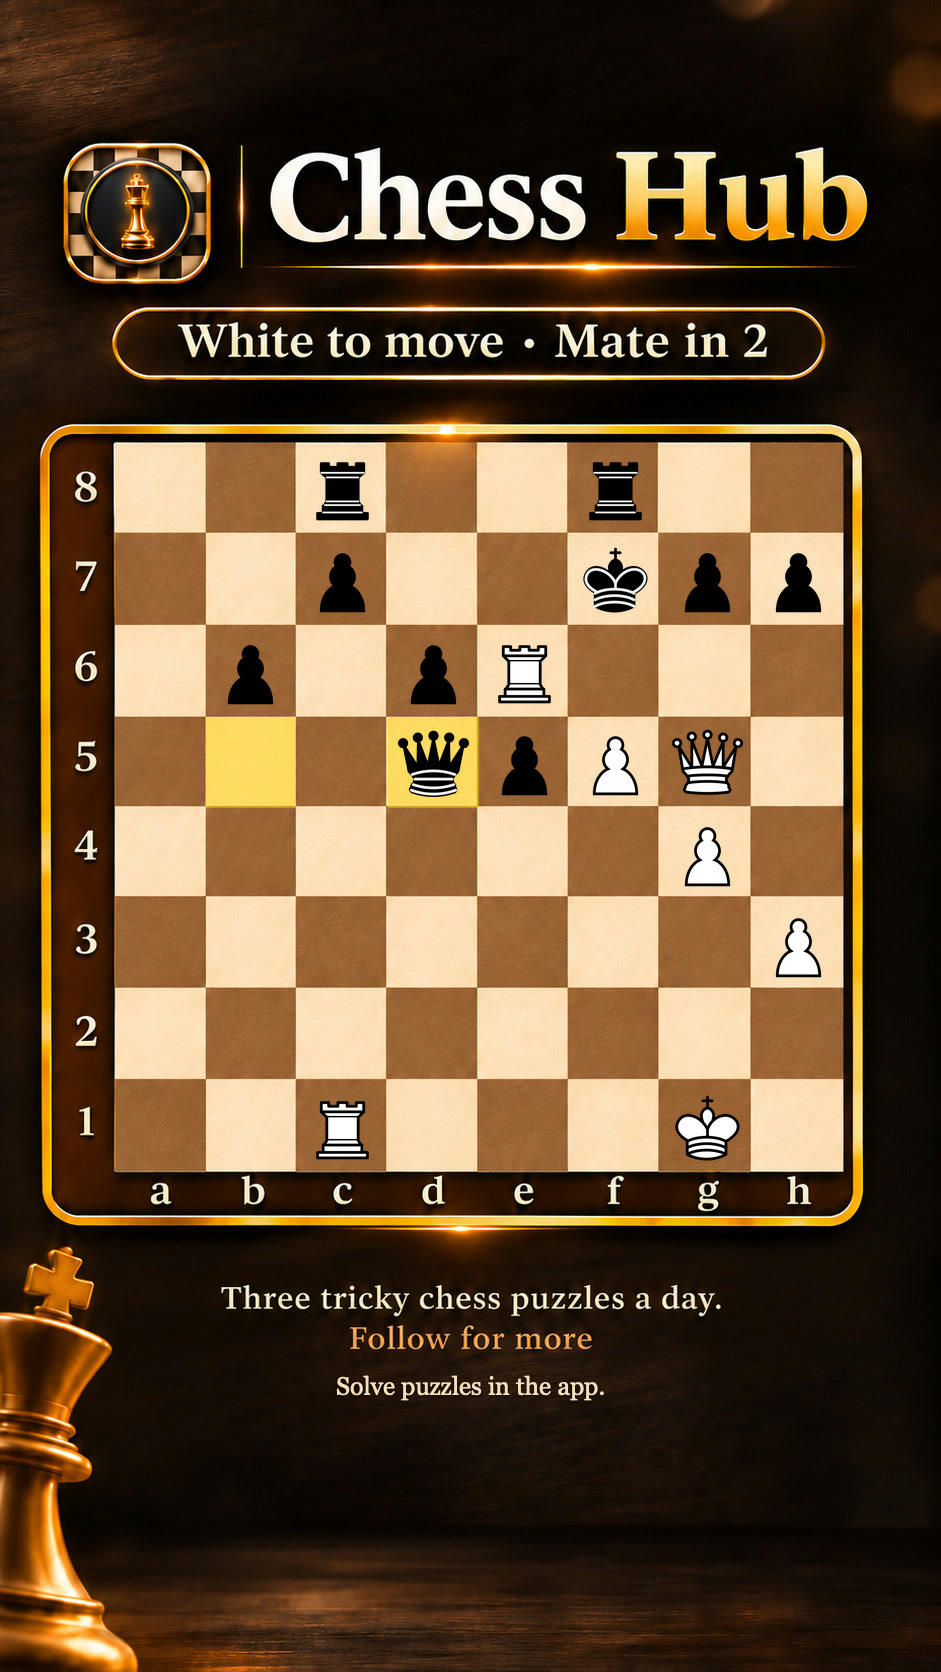 Chess Hub
White to move • Mate in 2
8
7
6
5
4
3
2
1
a b c d e f g h
Three tricky chess puzzles a day.
Follow for more
Solve puzzles in the app.